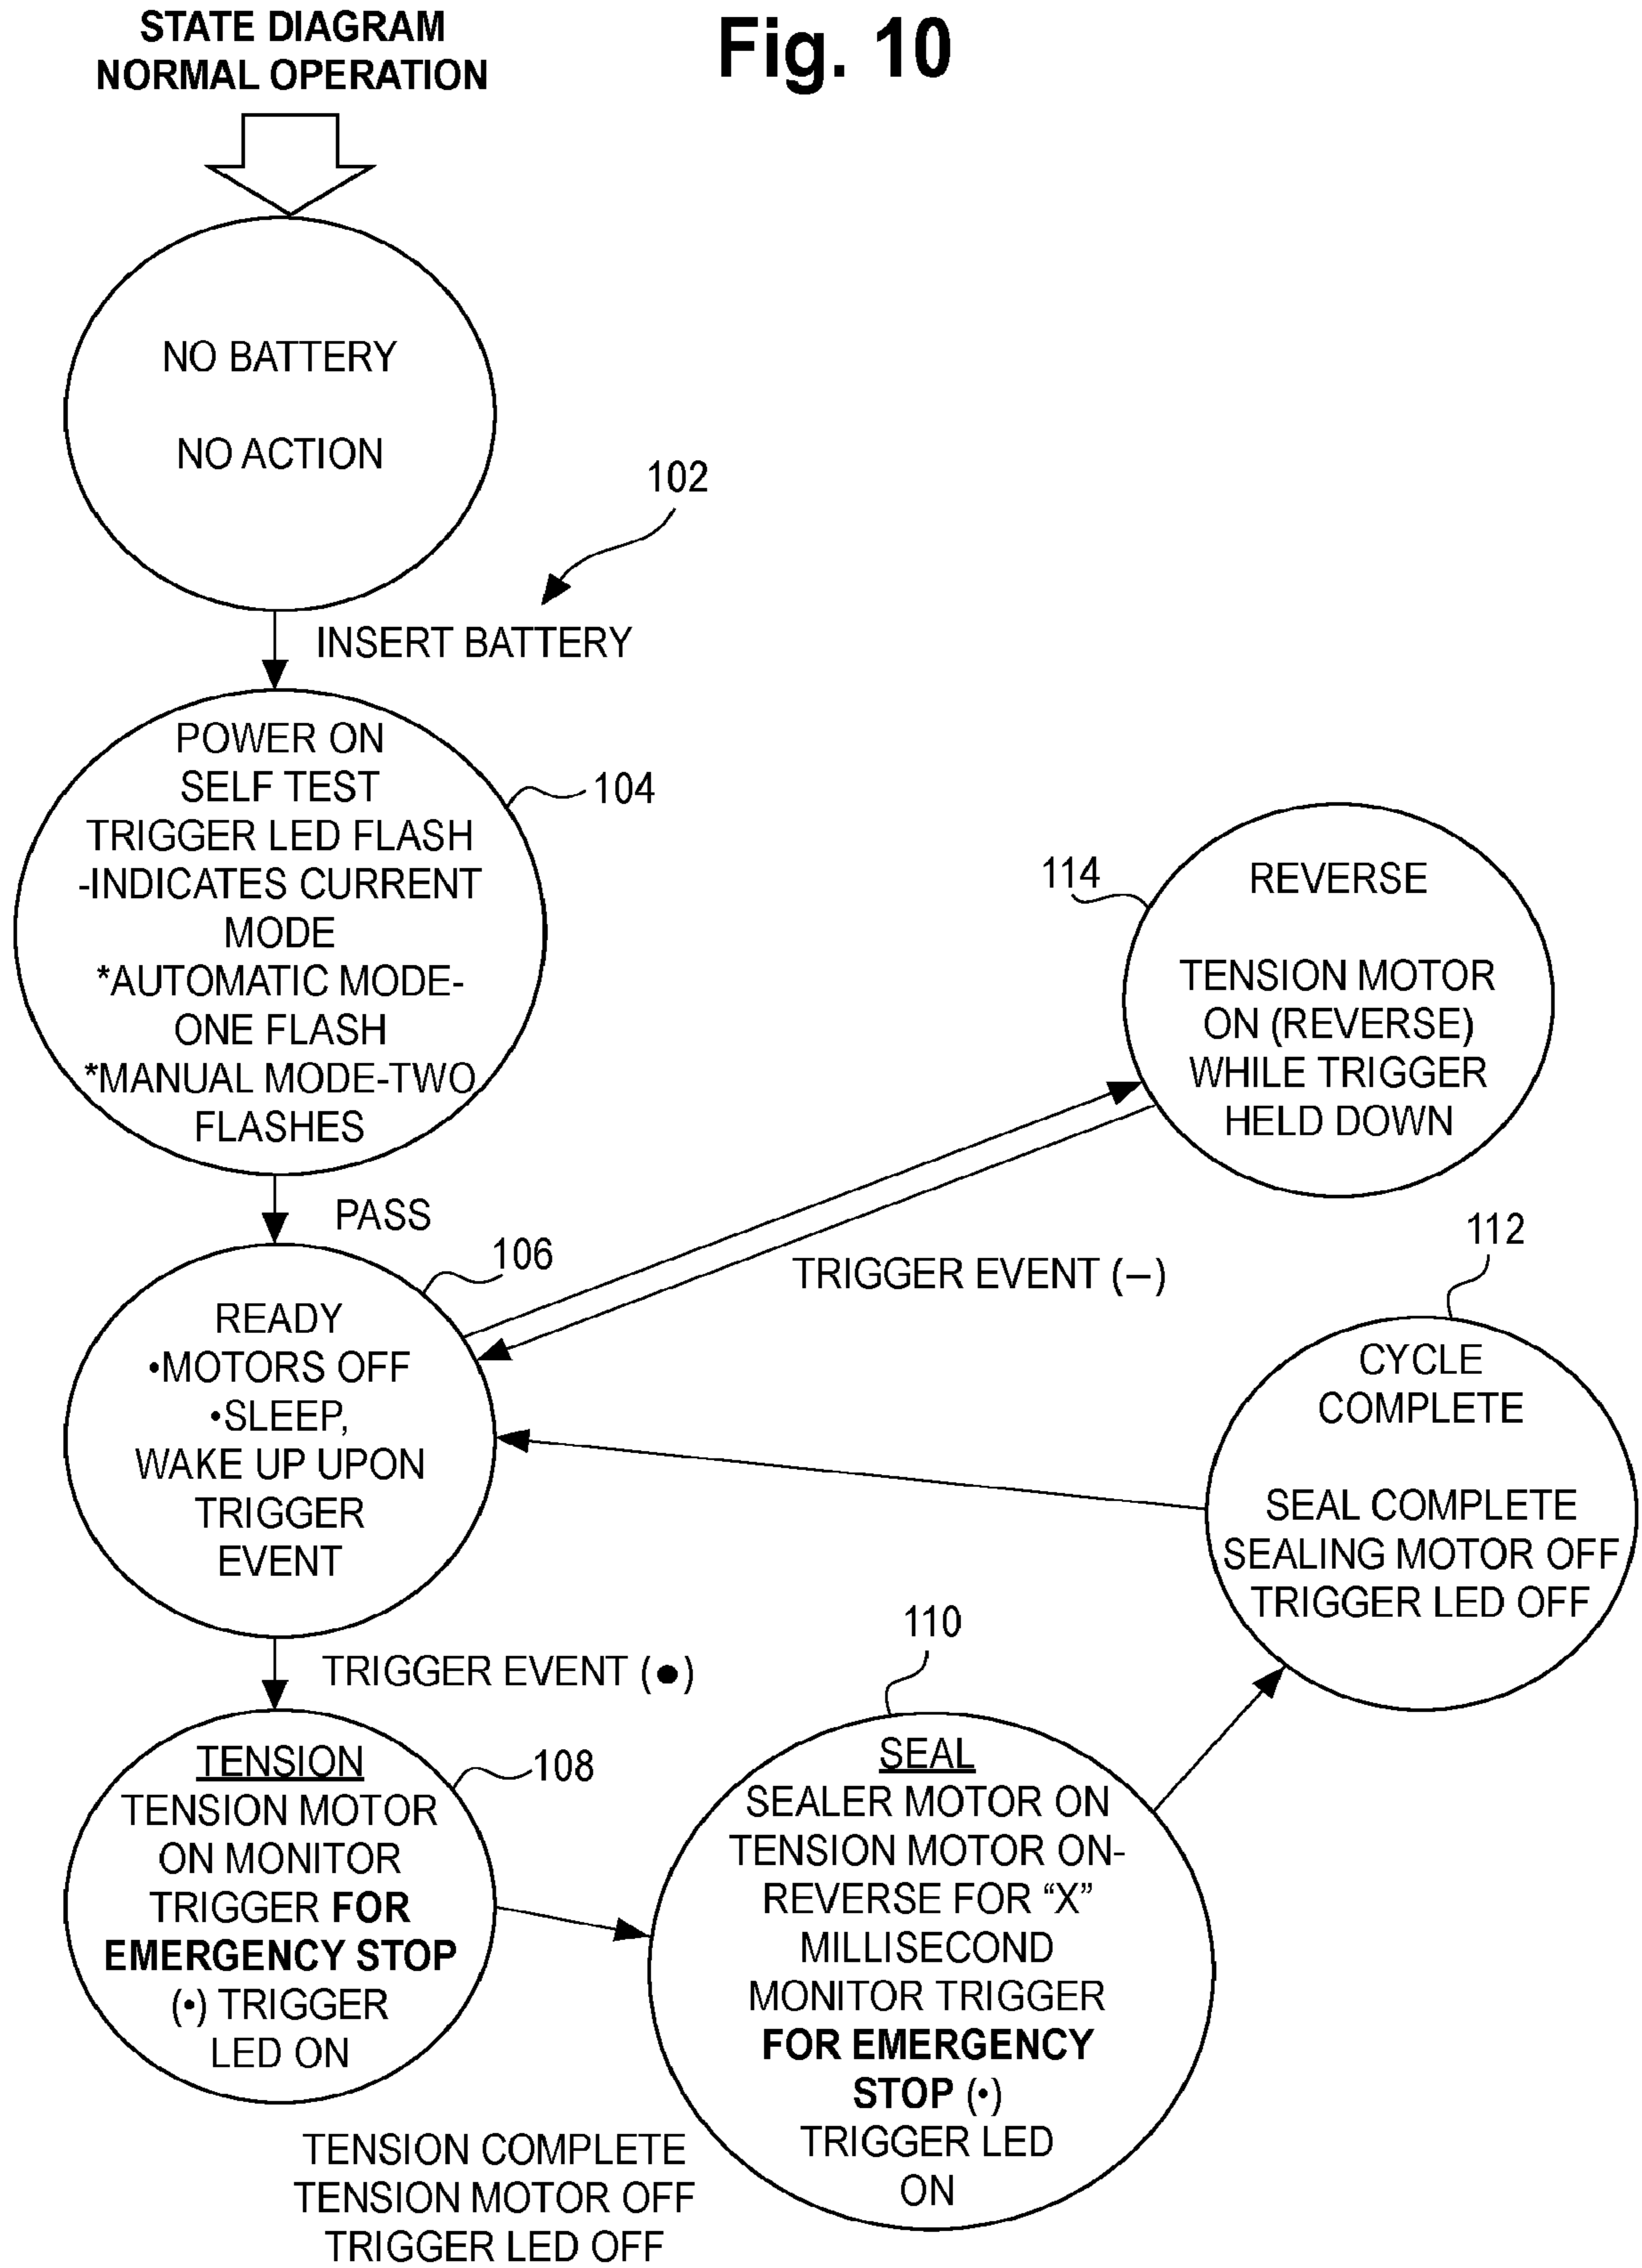 STATE DIAGRAM
NORMAL OPERATION
Fig. 10
NO BATTERY
NO ACTION
102
INSERT BATTERY
POWER ON
SELF TEST
TRIGGER LED FLASH
-INDICATES CURRENT
MODE
*AUTOMATIC MODE-
ONE FLASH
*MANUAL MODE-TWO
FLASHES
104
PASS
114
REVERSE
TENSION MOTOR
ON (REVERSE)
WHILE TRIGGER
HELD DOWN
TRIGGER EVENT (–)
106
READY
•MOTORS OFF
•SLEEP,
WAKE UP UPON
TRIGGER
EVENT
112
CYCLE
COMPLETE
SEAL COMPLETE
SEALING MOTOR OFF
TRIGGER LED OFF
TRIGGER EVENT (●)
108
TENSION
TENSION MOTOR
ON MONITOR
TRIGGER FOR
EMERGENCY STOP
(•) TRIGGER
LED ON
TENSION COMPLETE
TENSION MOTOR OFF
TRIGGER LED OFF
110
SEAL
SEALER MOTOR ON
TENSION MOTOR ON-
REVERSE FOR “X”
MILLISECOND
MONITOR TRIGGER
FOR EMERGENCY
STOP (•)
TRIGGER LED
ON